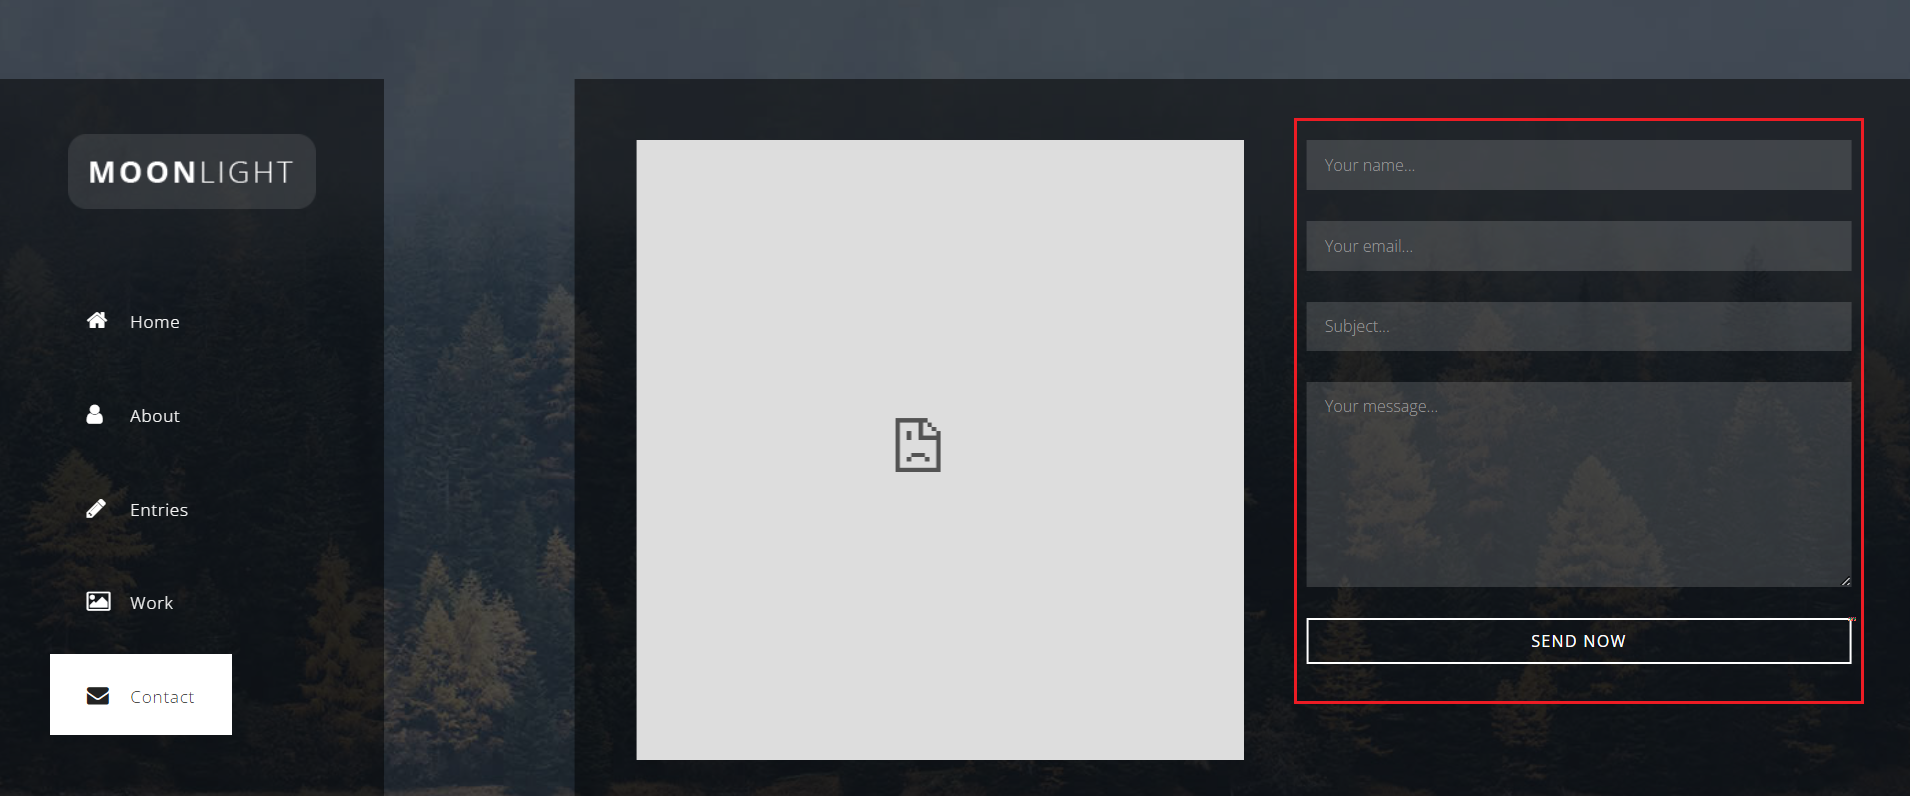 MOONLIGHT
Home
About
Entries
Work
Contact
Your name...
Your email...
Subject...
Your message...
SEND NOW